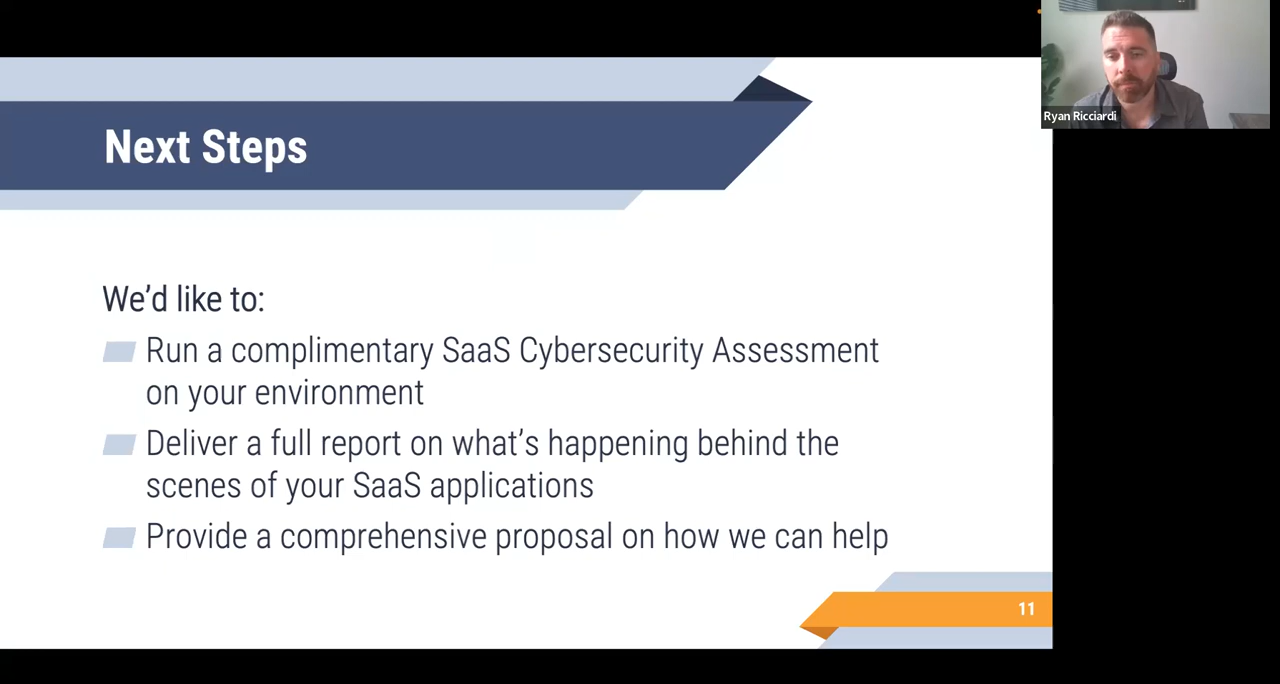 Ryan Ricciardi
Next Steps
We’d like to:
Run a complimentary SaaS Cybersecurity Assessment
on your environment
Deliver a full report on what’s happening behind the
scenes of your SaaS applications
Provide a comprehensive proposal on how we can help
11